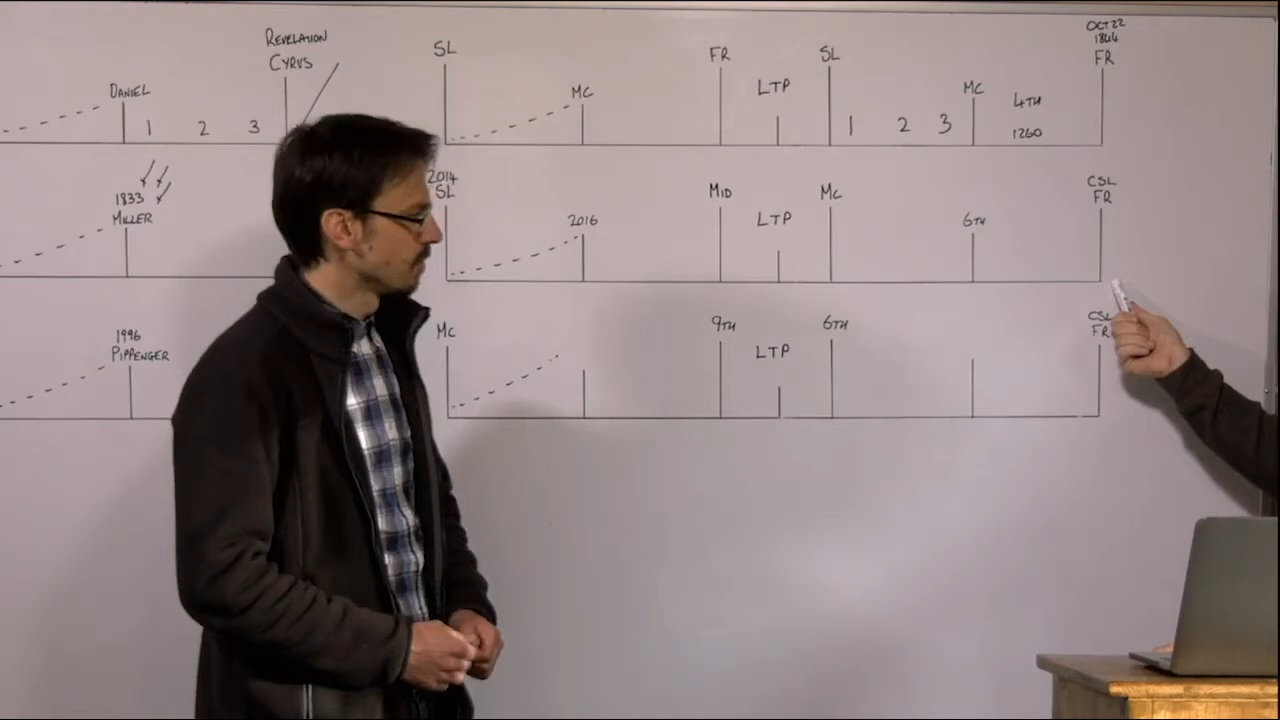 REVELATION
CYRUS
DANIEL
1 2 3
SL
MC
FR
LTP
SL
1 2 3
MC
4TH
1260
OCT 22
1844
FR
1833
MILLER
2014
SL
2016
MID
LTP
MC
6TH
CSL
FR
1996
PIPPENGER
MC
9TH
LTP
6TH
CSL
FR